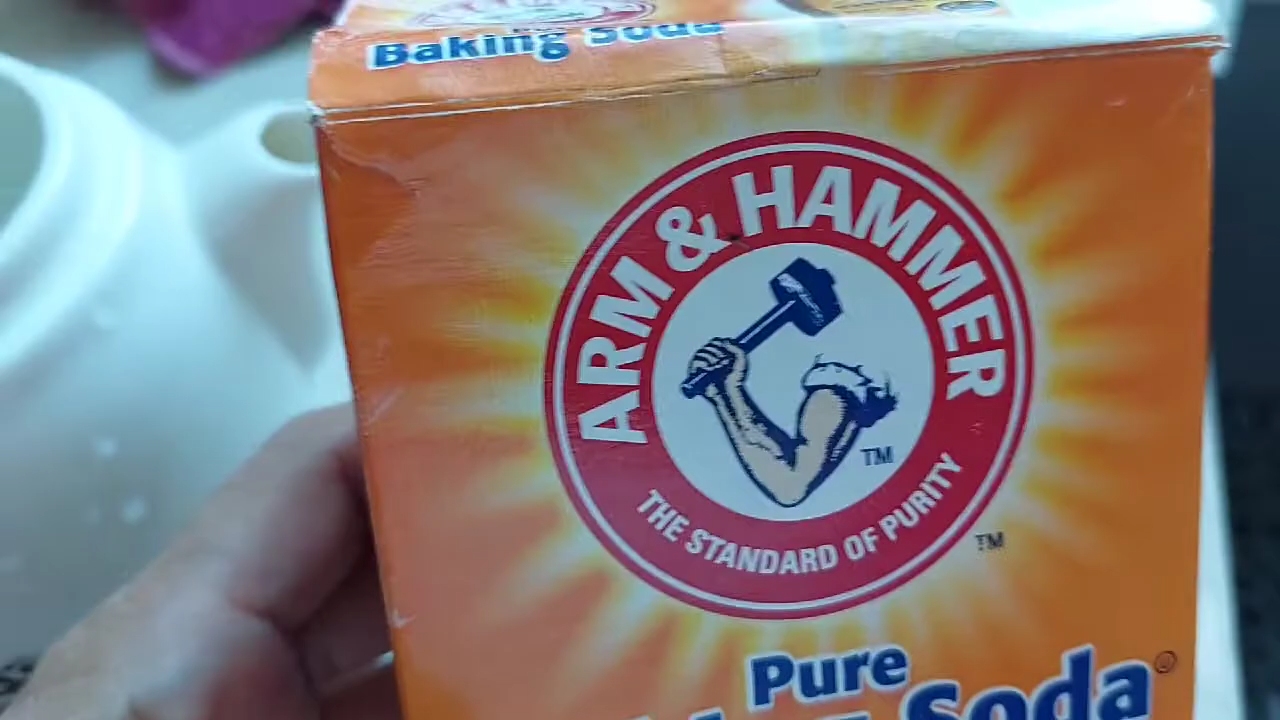 Baking Soda
ARM & HAMMER
TM
THE STANDARD OF PURITY
TM
Pure
Soda